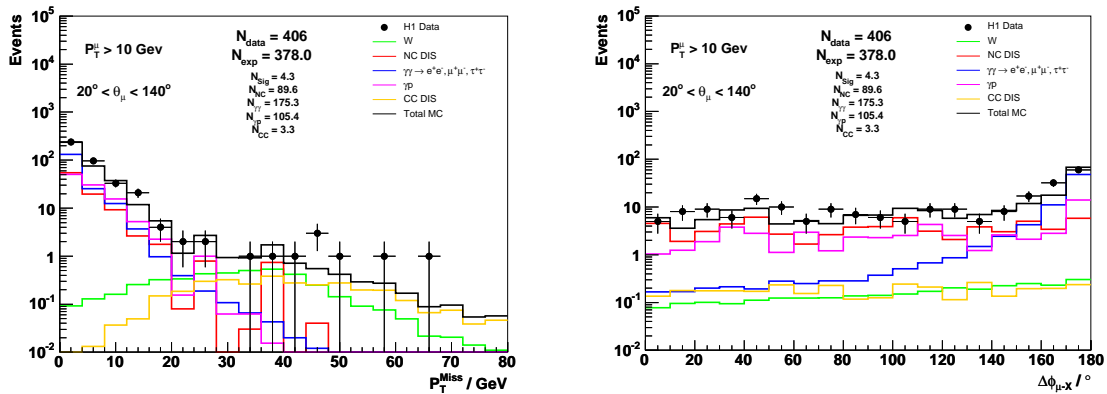 Events
10⁵
10⁴
10³
10²
10
1
10⁻¹
10⁻²
P_T^μ > 10 Gev
20° < θ_μ < 140°
N_data = 406
N_exp = 378.0
N_Sig = 4.3
N_NC = 89.6
N_γγ = 175.3
N_γp = 105.4
N_CC = 3.3
H1 Data
W
NC DIS
γγ → e⁺e⁻, μ⁺μ⁻, τ⁺τ⁻
γp
CC DIS
Total MC
0 10 20 30 40 50 60 70 80
P_T^Miss / GeV
Events
10⁵
10⁴
10³
10²
10
1
10⁻¹
10⁻²
P_T^μ > 10 Gev
20° < θ_μ < 140°
N_data = 406
N_exp = 378.0
N_Sig = 4.3
N_NC = 89.6
N_γγ = 175.3
N_γp = 105.4
N_CC = 3.3
H1 Data
W
NC DIS
γγ → e⁺e⁻, μ⁺μ⁻, τ⁺τ⁻
γp
CC DIS
Total MC
0 20 40 60 80 100 120 140 160 180
Δϕ_μ-X / °